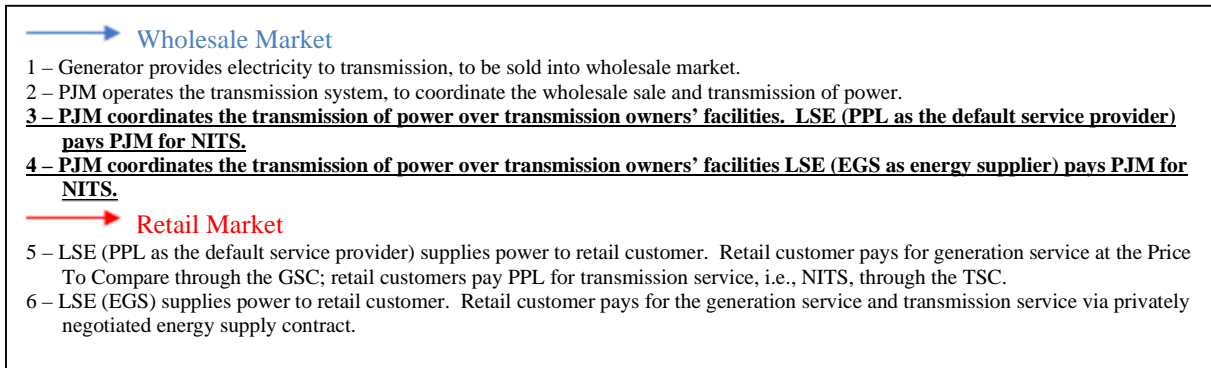 Wholesale Market
1 – Generator provides electricity to transmission, to be sold into wholesale market.
2 – PJM operates the transmission system, to coordinate the wholesale sale and transmission of power.
3 – PJM coordinates the transmission of power over transmission owners’ facilities.  LSE (PPL as the default service provider)
pays PJM for NITS.
4 – PJM coordinates the transmission of power over transmission owners’ facilities LSE (EGS as energy supplier) pays PJM for
NITS.
Retail Market
5 – LSE (PPL as the default service provider) supplies power to retail customer.  Retail customer pays for generation service at the Price
To Compare through the GSC; retail customers pay PPL for transmission service, i.e., NITS, through the TSC.
6 – LSE (EGS) supplies power to retail customer.  Retail customer pays for the generation service and transmission service via privately
negotiated energy supply contract.